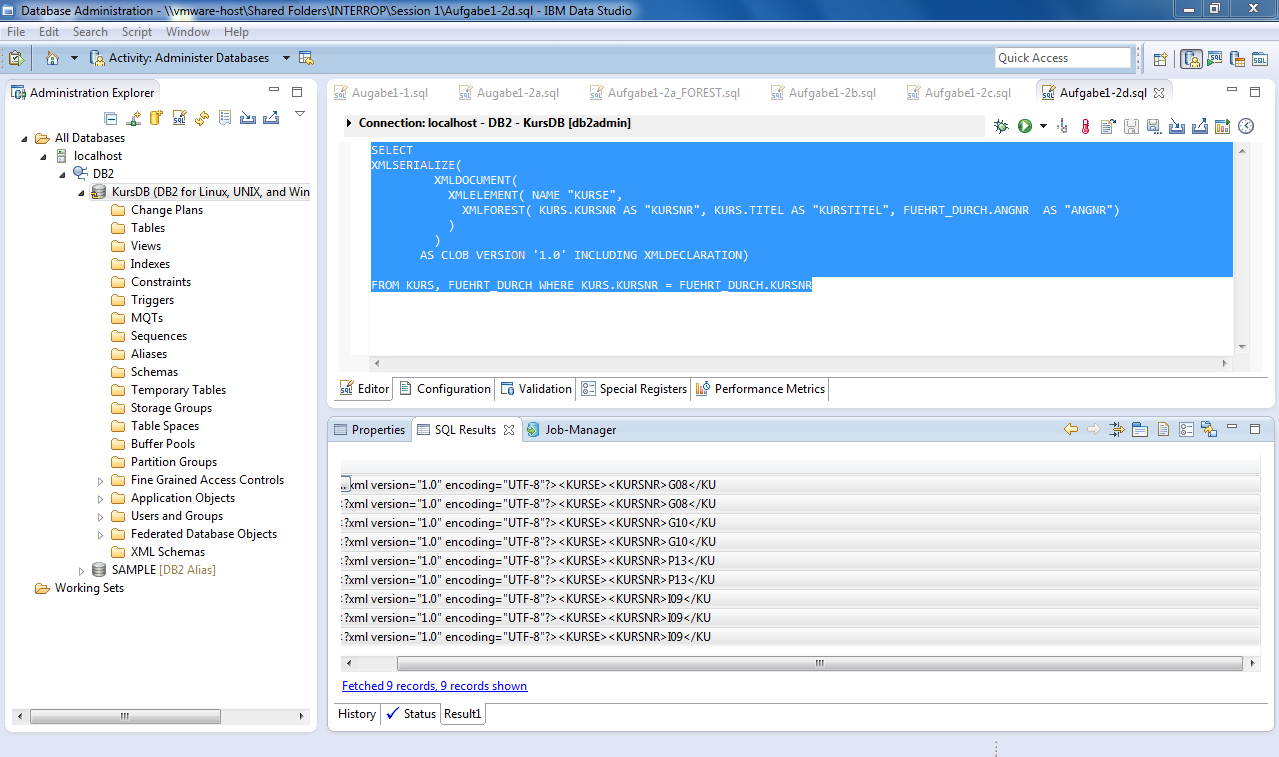 Database Administration - \\vmware-host\Shared Folders\INTERROP\Session 1\Aufgabe1-2d.sql - IBM Data Studio
File Edit Search Script Window Help
Activity: Administer Databases
Quick Access
Administration Explorer
All Databases
localhost
DB2
KursDB (DB2 for Linux, UNIX, and Win
Change Plans
Tables
Views
Indexes
Constraints
Triggers
MQTs
Sequences
Aliases
Schemas
Temporary Tables
Storage Groups
Table Spaces
Buffer Pools
Partition Groups
Fine Grained Access Controls
Application Objects
Users and Groups
Federated Database Objects
XML Schemas
SAMPLE [DB2 Alias]
Working Sets
Augabe1-1.sql
Augabe1-2a.sql
Aufgabe1-2a_FOREST.sql
Aufgabe1-2b.sql
Aufgabe1-2c.sql
Aufgabe1-2d.sql
Connection: localhost - DB2 - KursDB [db2admin]
SELECT
XMLSERIALIZE(
XMLDOCUMENT(
XMLELEMENT( NAME "KURSE",
XMLFOREST( KURS.KURSNR AS "KURSNR", KURS.TITEL AS "KURSTITEL", FUEHRT_DURCH.ANGNR  AS "ANGNR")
)
)
AS CLOB VERSION '1.0' INCLUDING XMLDECLARATION)
FROM KURS, FUEHRT_DURCH WHERE KURS.KURSNR = FUEHRT_DURCH.KURSNR
Editor
Configuration
Validation
Special Registers
Performance Metrics
Properties
SQL Results
Job-Manager
..xml version="1.0" encoding="UTF-8"?><KURSE><KURSNR>G08</KU
<?xml version="1.0" encoding="UTF-8"?><KURSE><KURSNR>G08</KU
<?xml version="1.0" encoding="UTF-8"?><KURSE><KURSNR>G10</KU
<?xml version="1.0" encoding="UTF-8"?><KURSE><KURSNR>G10</KU
<?xml version="1.0" encoding="UTF-8"?><KURSE><KURSNR>P13</KU
<?xml version="1.0" encoding="UTF-8"?><KURSE><KURSNR>P13</KU
<?xml version="1.0" encoding="UTF-8"?><KURSE><KURSNR>I09</KU
<?xml version="1.0" encoding="UTF-8"?><KURSE><KURSNR>I09</KU
<?xml version="1.0" encoding="UTF-8"?><KURSE><KURSNR>I09</KU
Fetched 9 records, 9 records shown
History
Status
Result1